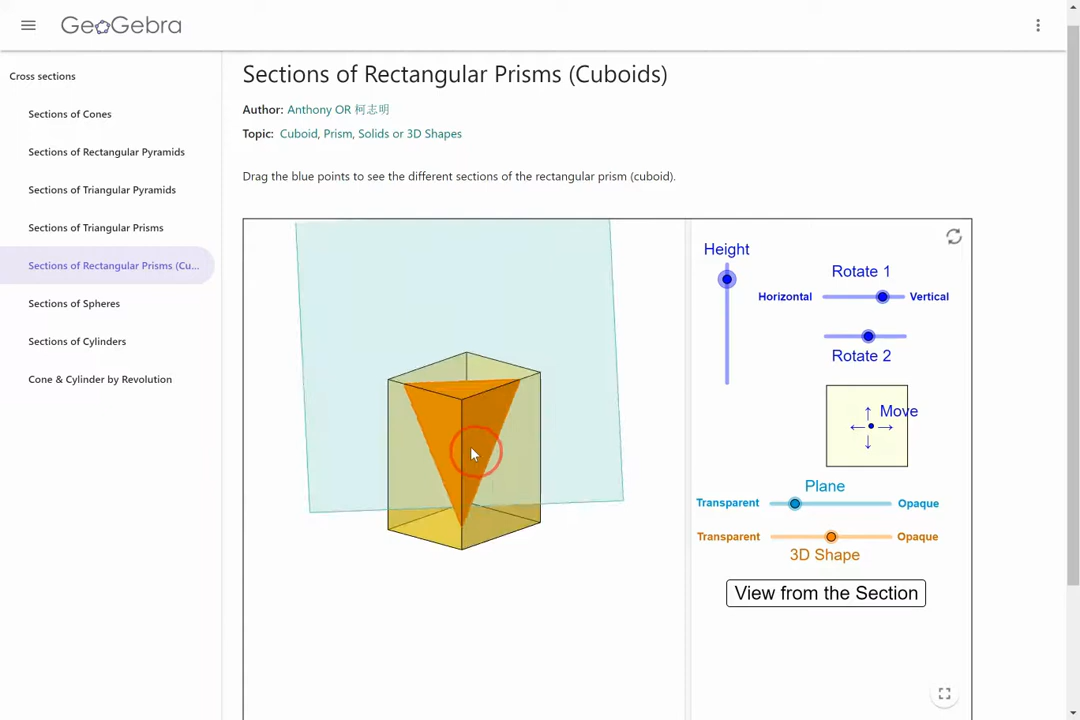 GeoGebra
Cross sections
Sections of Cones
Sections of Rectangular Pyramids
Sections of Triangular Pyramids
Sections of Triangular Prisms
Sections of Rectangular Prisms (Cu...
Sections of Spheres
Sections of Cylinders
Cone & Cylinder by Revolution
Sections of Rectangular Prisms (Cuboids)
Author: Anthony OR 柯志明
Topic: Cuboid, Prism, Solids or 3D Shapes
Drag the blue points to see the different sections of the rectangular prism (cuboid).
Height
Rotate 1
Horizontal Vertical
Rotate 2
Move
Plane
Transparent Opaque
Transparent Opaque
3D Shape
View from the Section